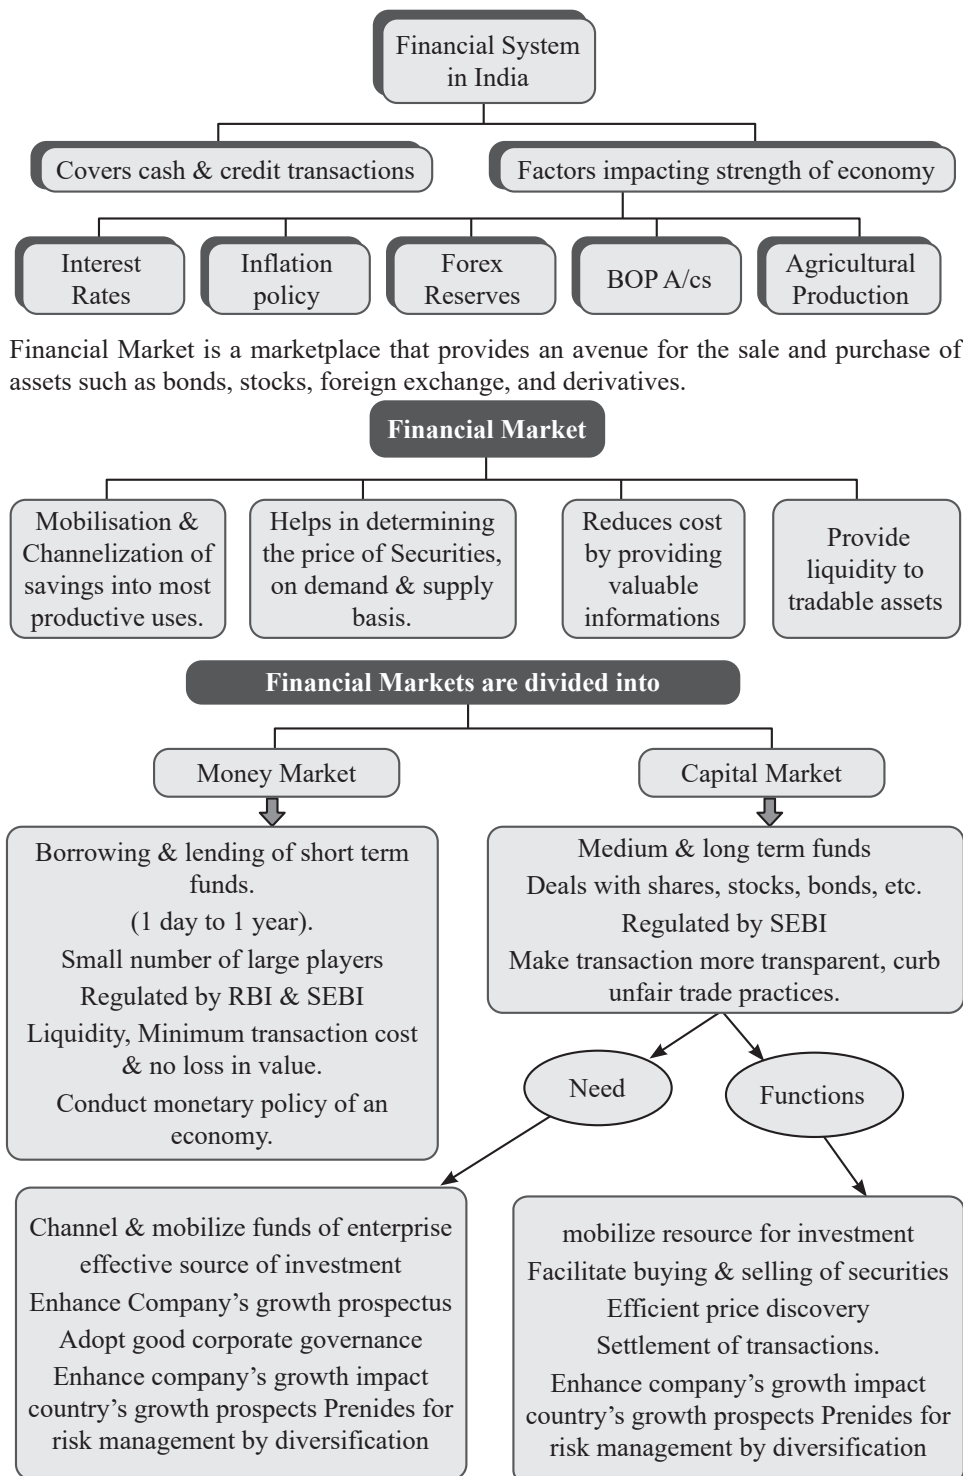 Financial System
in India
Covers cash & credit transactions
Factors impacting strength of economy
Interest
Rates
Inflation
policy
Forex
Reserves
BOP A/cs
Agricultural
Production
Financial Market is a marketplace that provides an avenue for the sale and purchase of
assets such as bonds, stocks, foreign exchange, and derivatives.
Financial Market
Mobilisation &
Channelization of
savings into most
productive uses.
Helps in determining
the price of Securities,
on demand & supply
basis.
Reduces cost
by providing
valuable
informations
Provide
liquidity to
tradable assets
Financial Markets are divided into
Money Market
Capital Market
Borrowing & lending of short term
funds.
(1 day to 1 year).
Small number of large players
Regulated by RBI & SEBI
Liquidity, Minimum transaction cost
& no loss in value.
Conduct monetary policy of an
economy.
Medium & long term funds
Deals with shares, stocks, bonds, etc.
Regulated by SEBI
Make transaction more transparent, curb
unfair trade practices.
Need
Functions
Channel & mobilize funds of enterprise
effective source of investment
Enhance Company's growth prospectus
Adopt good corporate governance
Enhance company's growth impact
country's growth prospects Prenides for
risk management by diversification
mobilize resource for investment
Facilitate buying & selling of securities
Efficient price discovery
Settlement of transactions.
Enhance company's growth impact
country's growth prospects Prenides for
risk management by diversification